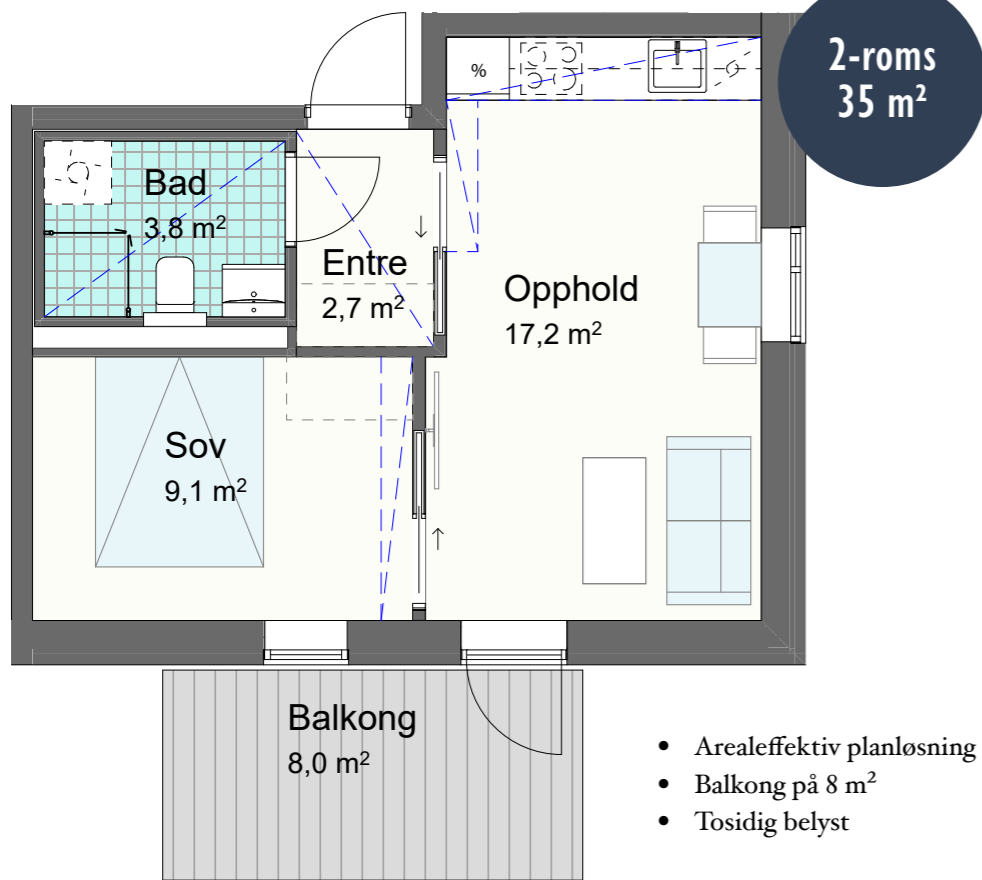 2-roms
35 m²
%
Bad
3,8 m²
Entre
2,7 m²
Opphold
17,2 m²
Sov
9,1 m²
Balkong
8,0 m²
• Arealeffektiv planløsning
• Balkong på 8 m²
• Tosidig belyst